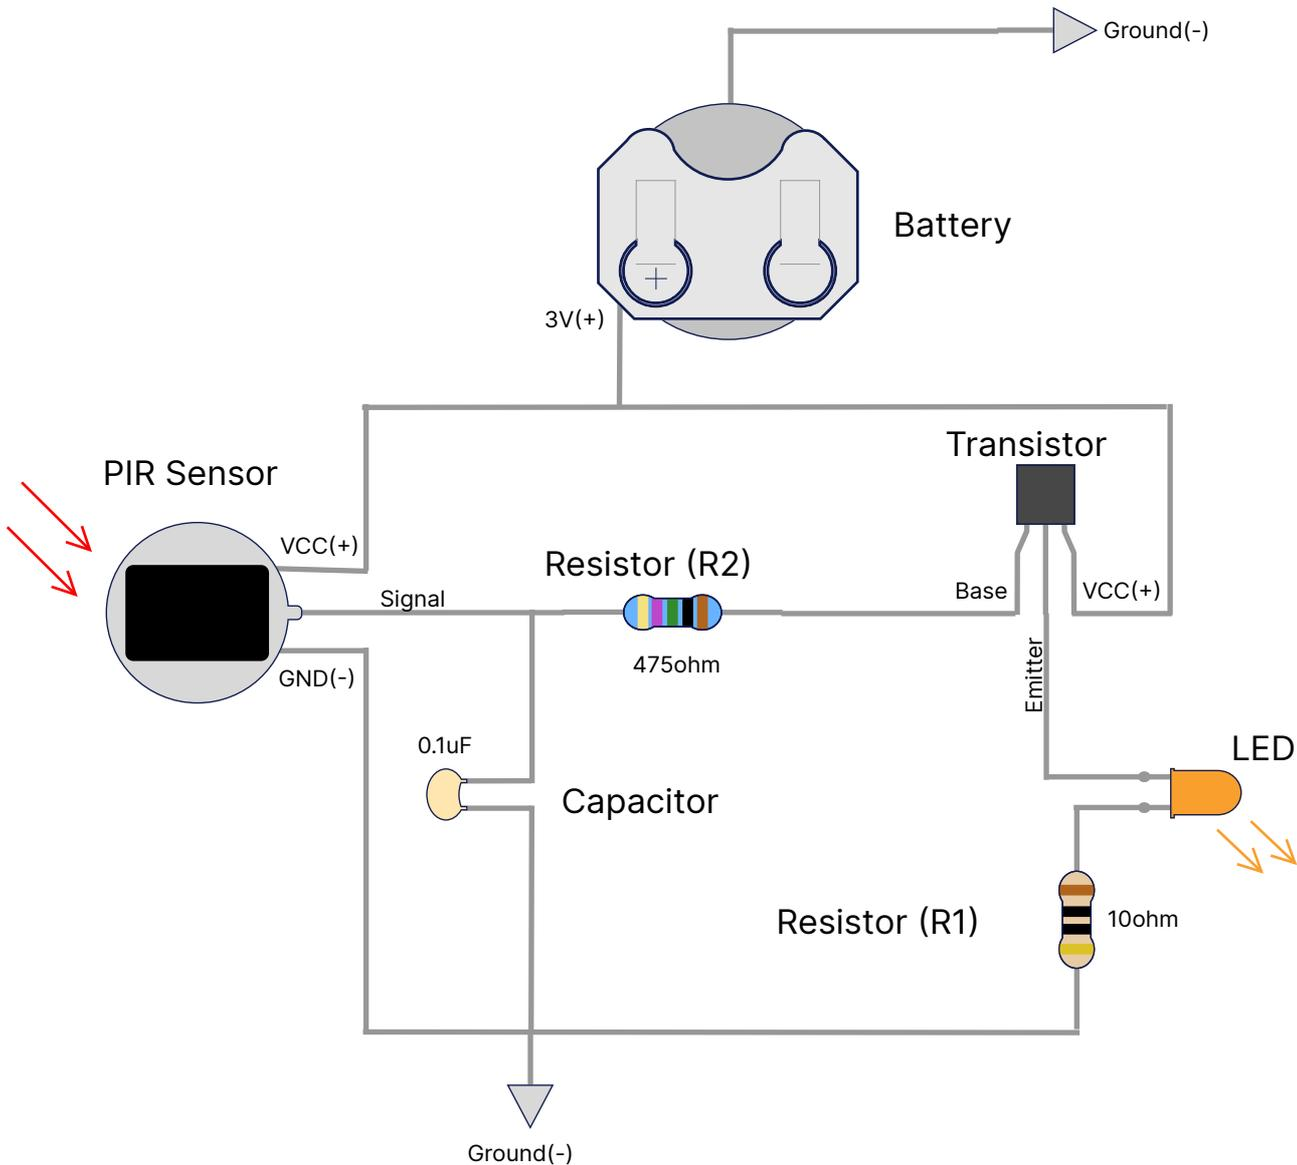 Ground(-)
Battery
3V(+)
Transistor
PIR Sensor
VCC(+)
Resistor (R2)
Signal
Base
VCC(+)
475ohm
GND(-)
Emitter
0.1uF
LED
Capacitor
Resistor (R1)
10ohm
Ground(-)